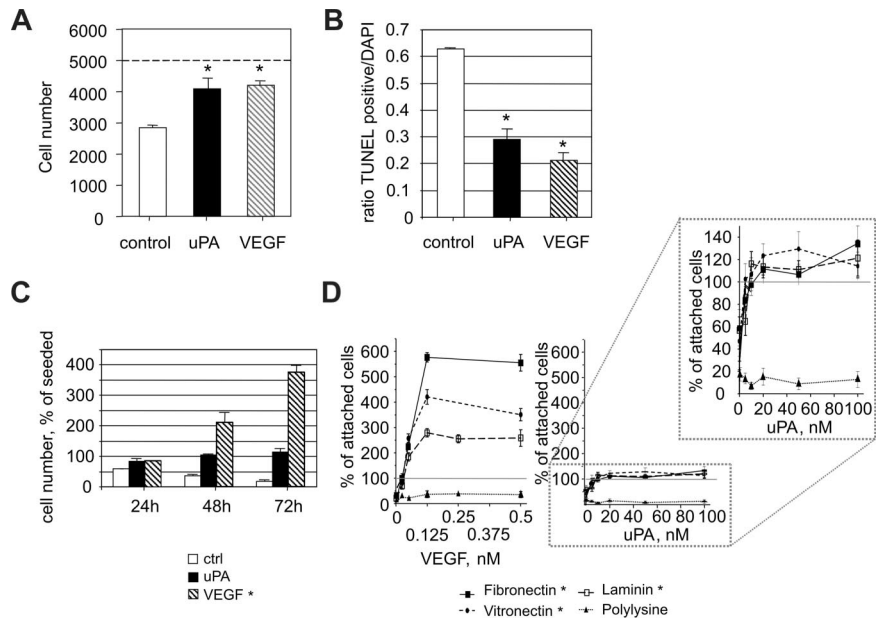 A
Cell number
6000
5000
4000
3000
2000
1000
0
*
*
control
uPA
VEGF
B
ratio TUNEL positive/DAPI
0.7
0.6
0.5
0.4
0.3
0.2
0.1
0
*
*
control
uPA
VEGF
C
cell number, % of seeded
400
300
200
100
0
24h
48h
72h
ctrl
uPA
VEGF *
D
% of attached cells
600
500
400
300
200
100
0
0
0.125
0.25
0.375
0.5
VEGF, nM
% of attached cells
600
500
400
300
200
100
0
0
20
40
60
80
100
uPA, nM
% of attached cells
140
120
100
80
60
40
20
0
0
20
40
60
80
100
uPA, nM
Fibronectin *
Laminin *
Vitronectin *
Polylysine